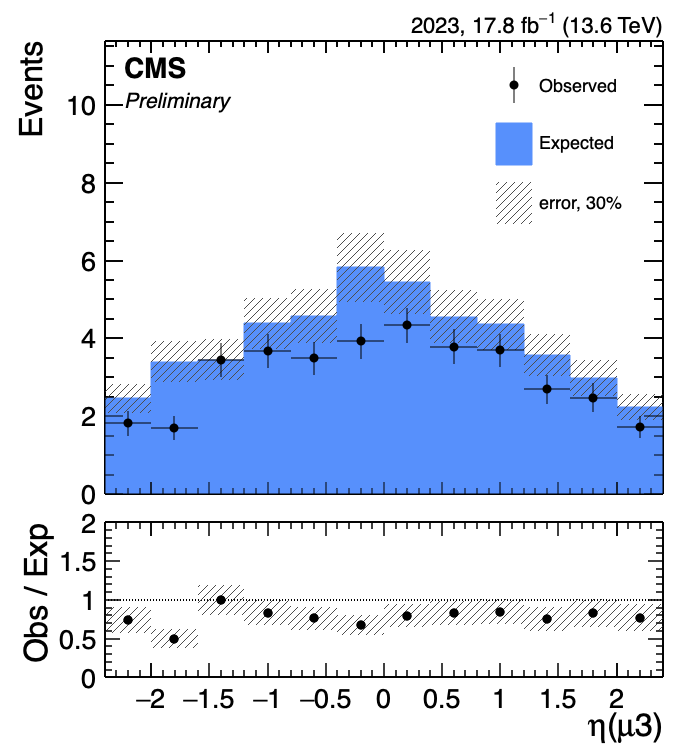 2023, 17.8 fb⁻¹ (13.6 TeV)
Events
CMS
Preliminary
Observed
Expected
error, 30%
10
8
6
4
2
0
Obs / Exp
2
1.5
1
0.5
0
−2 −1.5 −1 −0.5 0 0.5 1 1.5 2
η(μ3)